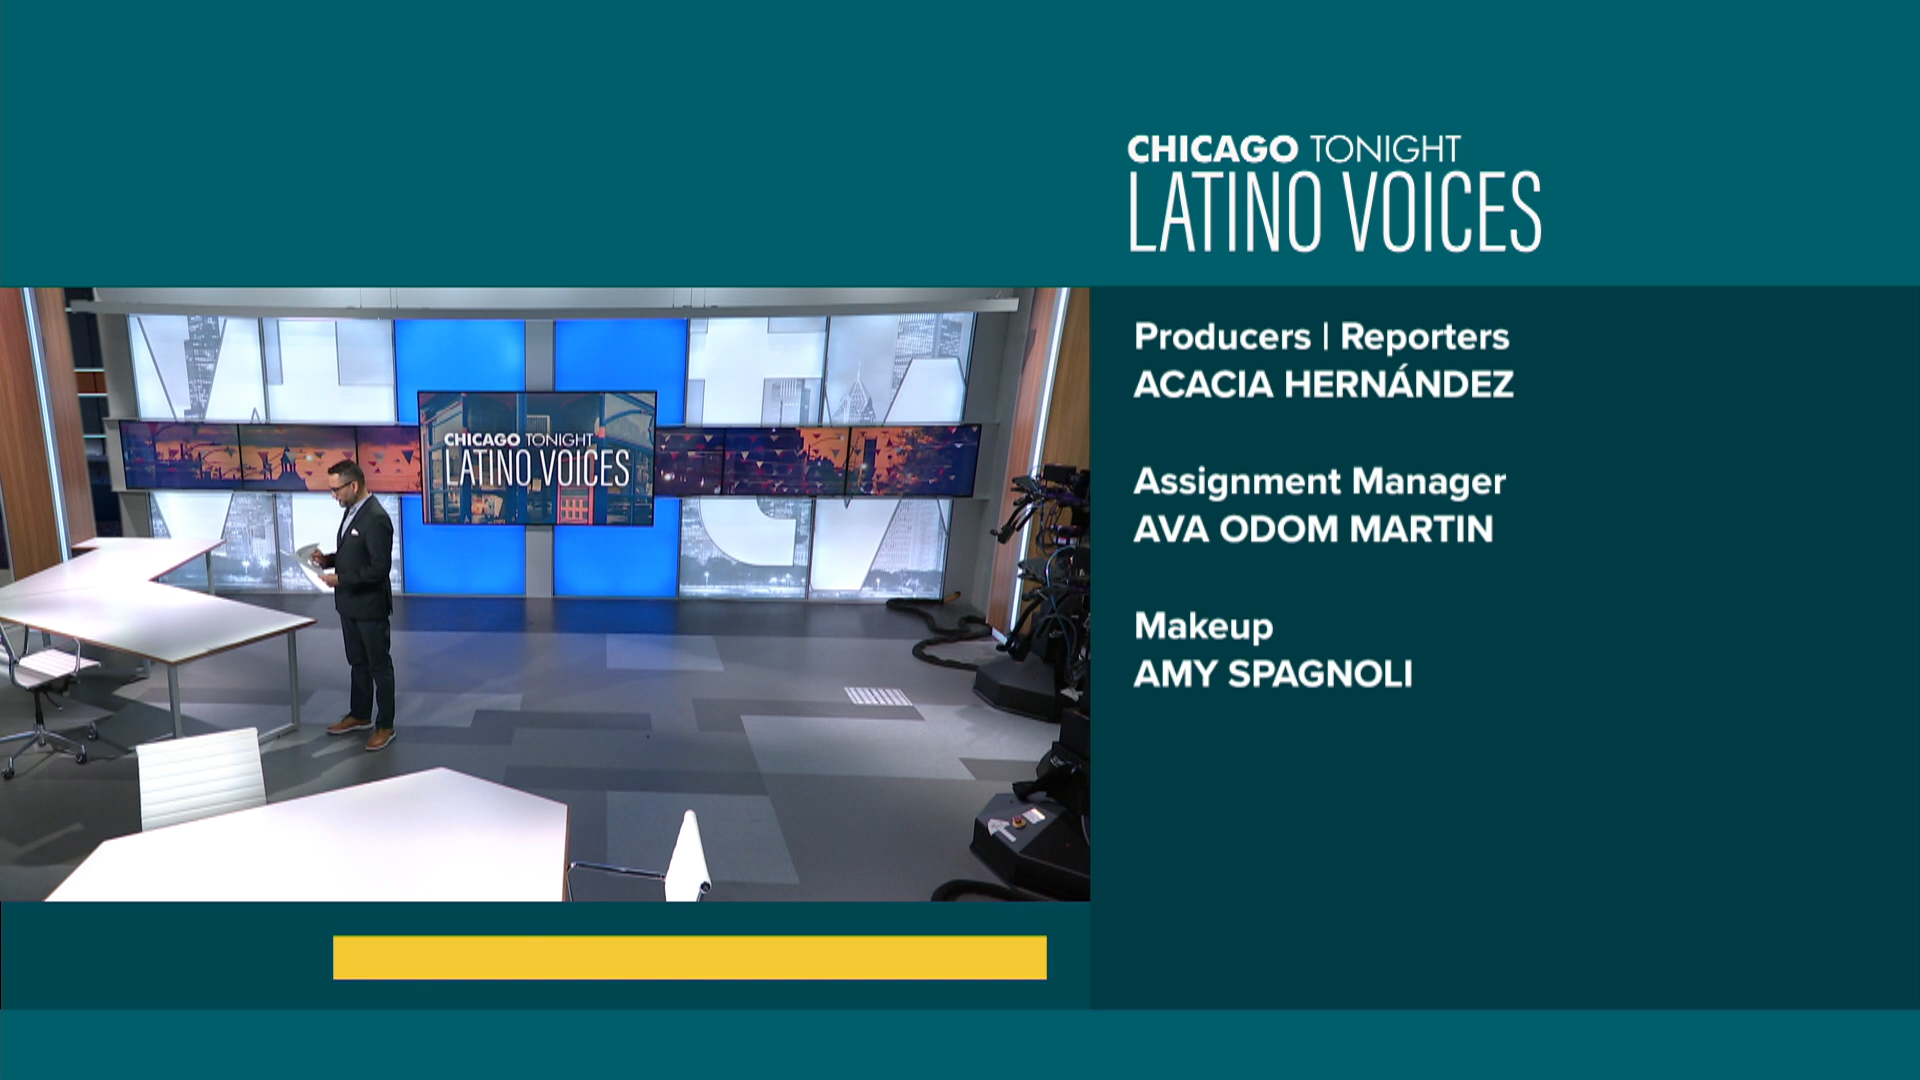 CHICAGO TONIGHT
LATINO VOICES
CHICAGO TONIGHT
LATINO VOICES
Producers | Reporters
ACACIA HERNÁNDEZ
Assignment Manager
AVA ODOM MARTIN
Makeup
AMY SPAGNOLI